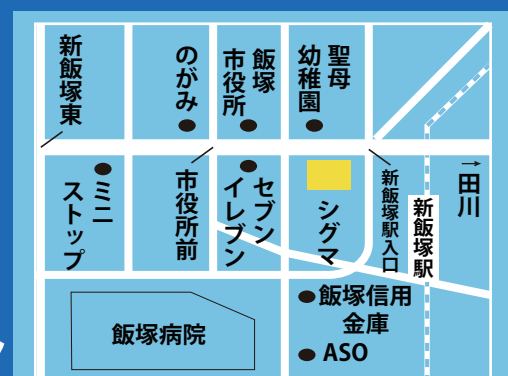 新飯塚東
のがみ
飯塚
市役所
聖母
幼稚園
ミニ
ストップ
市役所前
セブン
イレブン
シグマ
新飯塚駅入口
新飯塚駅
→
田川
飯塚病院
飯塚信用
金庫
ASO